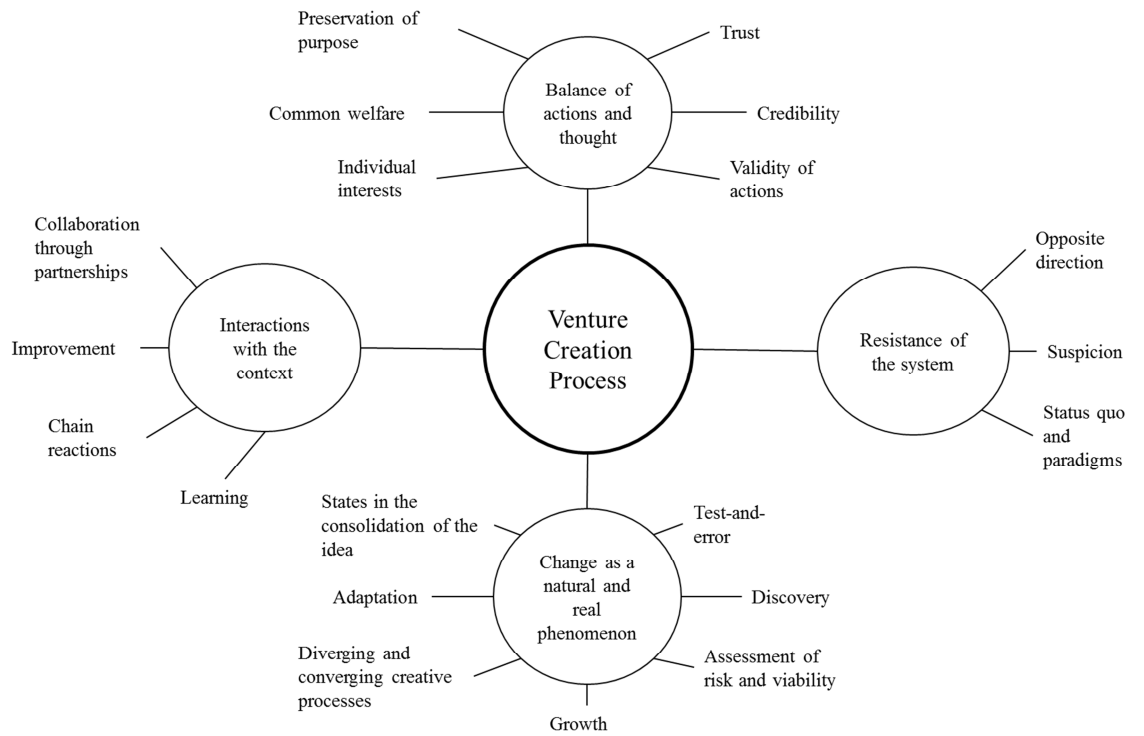 Preservation of
purpose
Trust
Balance of
actions and
thought
Common welfare
Credibility
Individual
interests
Validity of
actions
Collaboration
through
partnerships
Opposite
direction
Interactions
with the
context
Improvement
Venture
Creation
Process
Resistance of
the system
Suspicion
Chain
reactions
Status quo
and
paradigms
Learning
States in the
consolidation of the
idea
Test-and-
error
Change as a
natural and
real
phenomenon
Adaptation
Discovery
Diverging and
converging creative
processes
Assessment of
risk and viability
Growth